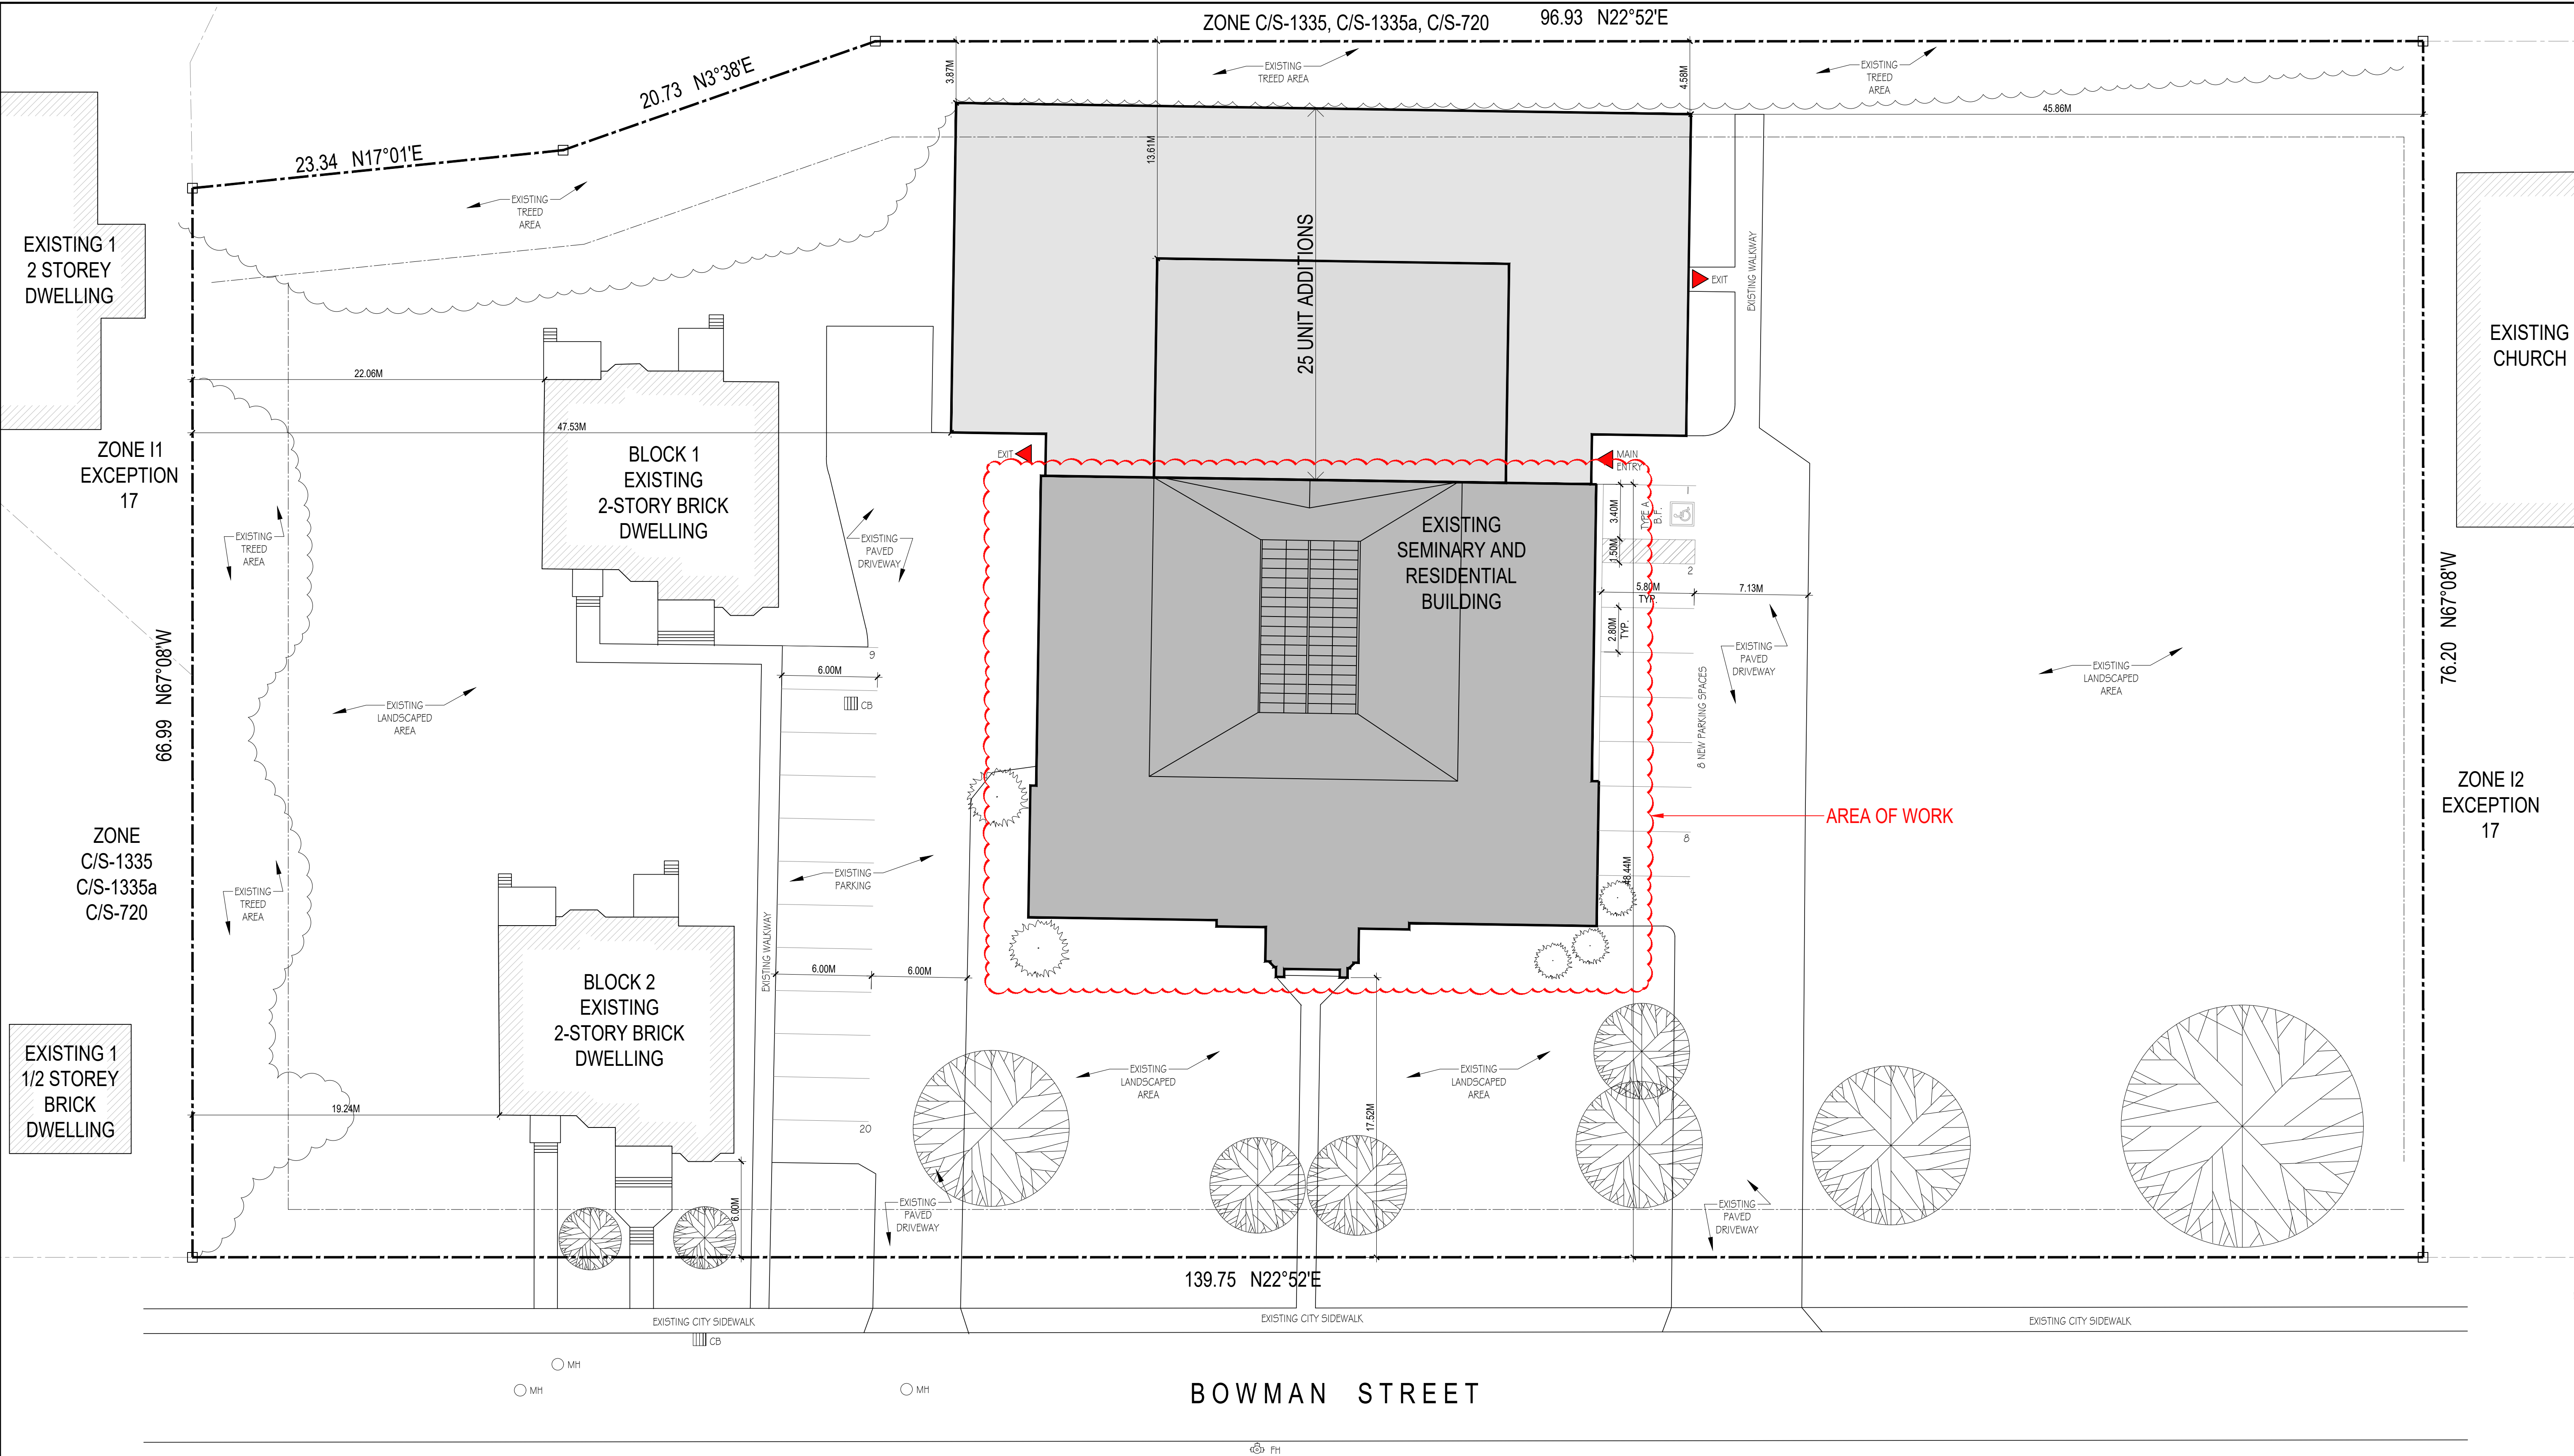 ZONE C/S-1335, C/S-1335a, C/S-720
96.93 N22°52'E
20.73 N3°38'E
23.34 N17°01'E
3.87M
EXISTING
TREED AREA
4.58M
EXISTING
TREED
AREA
45.86M
13.61M
EXISTING
TREED
AREA
EXISTING 1
2 STOREY
DWELLING
25 UNIT ADDITIONS
EXISTING WALKWAY
EXIT
EXISTING
CHURCH
22.06M
47.53M
ZONE I1
EXCEPTION
17
BLOCK 1
EXISTING
2-STORY BRICK
DWELLING
EXIT
MAIN
ENTRY
EXISTING
TREED
AREA
EXISTING
PAVED
DRIVEWAY
EXISTING
SEMINARY AND
RESIDENTIAL
BUILDING
3.40M
TYPE A
B.F.
1
1.50M
2
5.80M
TYP.
7.13M
2.80M
TYP.
EXISTING
PAVED
DRIVEWAY
8 NEW PARKING SPACES
8
48.44M
66.99 N67°08'W
76.20 N67°08'W
EXISTING
LANDSCAPED
AREA
9
6.00M
CB
EXISTING
LANDSCAPED
AREA
AREA OF WORK
ZONE I2
EXCEPTION
17
ZONE
C/S-1335
C/S-1335a
C/S-720
EXISTING
TREED
AREA
EXISTING
PARKING
EXISTING WALKWAY
6.00M
6.00M
BLOCK 2
EXISTING
2-STORY BRICK
DWELLING
EXISTING 1
1/2 STOREY
BRICK
DWELLING
19.24M
20
EXISTING
LANDSCAPED
AREA
EXISTING
LANDSCAPED
AREA
17.52M
6.00M
EXISTING
PAVED
DRIVEWAY
EXISTING
PAVED
DRIVEWAY
139.75 N22°52'E
EXISTING CITY SIDEWALK
EXISTING CITY SIDEWALK
EXISTING CITY SIDEWALK
CB
MH
MH
MH
BOWMAN STREET
FH